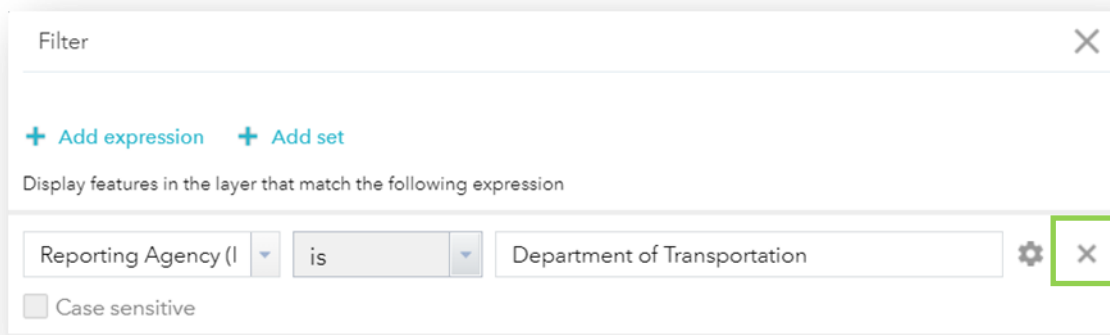 Filter
Add expression Add set
Display features in the layer that match the following expression
Reporting Agency (I is Department of Transportation
Case sensitive